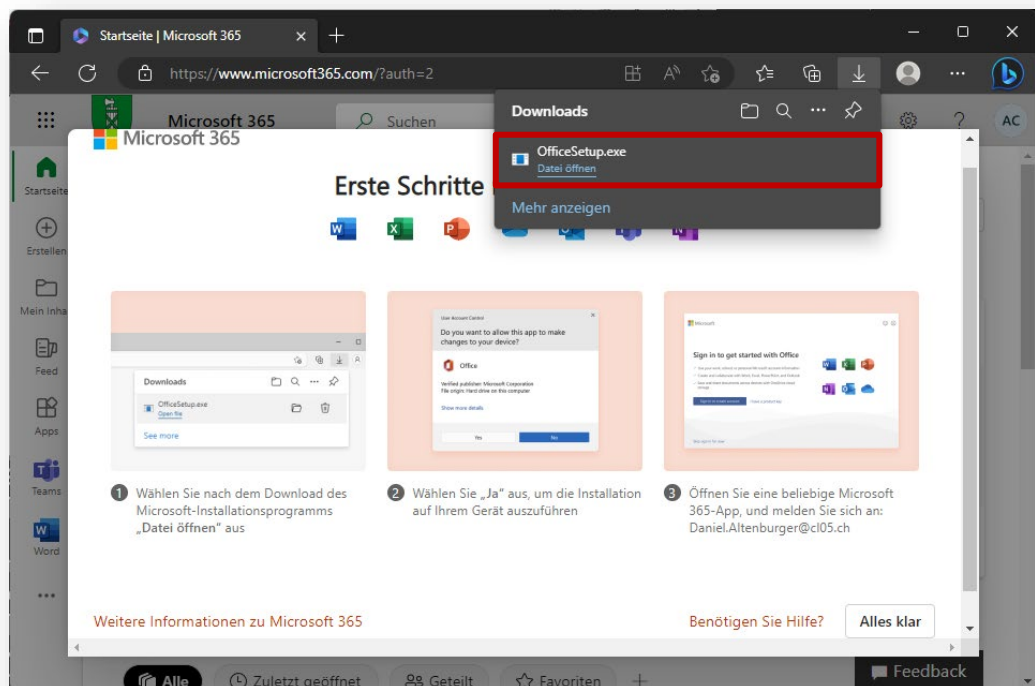 Startseite | Microsoft 365
https://www.microsoft365.com/?auth=2
Microsoft 365
Suchen
AC
Downloads
OfficeSetup.exe
Datei öffnen
Mehr anzeigen
Startseite
Erstellen
Mein Inha
Feed
Apps
Teams
Word
Microsoft 365
Erste Schritte
Downloads
OfficeSetup.exe
Open file
See more
User Account Control
Do you want to allow this app to make
changes to your device?
Office
Verified publisher: Microsoft Corporation
File origin: Hard drive on this computer
Show more details
Yes
No
Microsoft
Sign in to get started with Office
1 Wählen Sie nach dem Download des
Microsoft-Installationsprogramms
„Datei öffnen“ aus
2 Wählen Sie „Ja“ aus, um die Installation
auf Ihrem Gerät auszuführen
3 Öffnen Sie eine beliebige Microsoft
365-App, und melden Sie sich an:
Daniel.Altenburger@cl05.ch
Weitere Informationen zu Microsoft 365
Benötigen Sie Hilfe?
Alles klar
Alle
Zuletzt geöffnet
Geteilt
Favoriten
Feedback